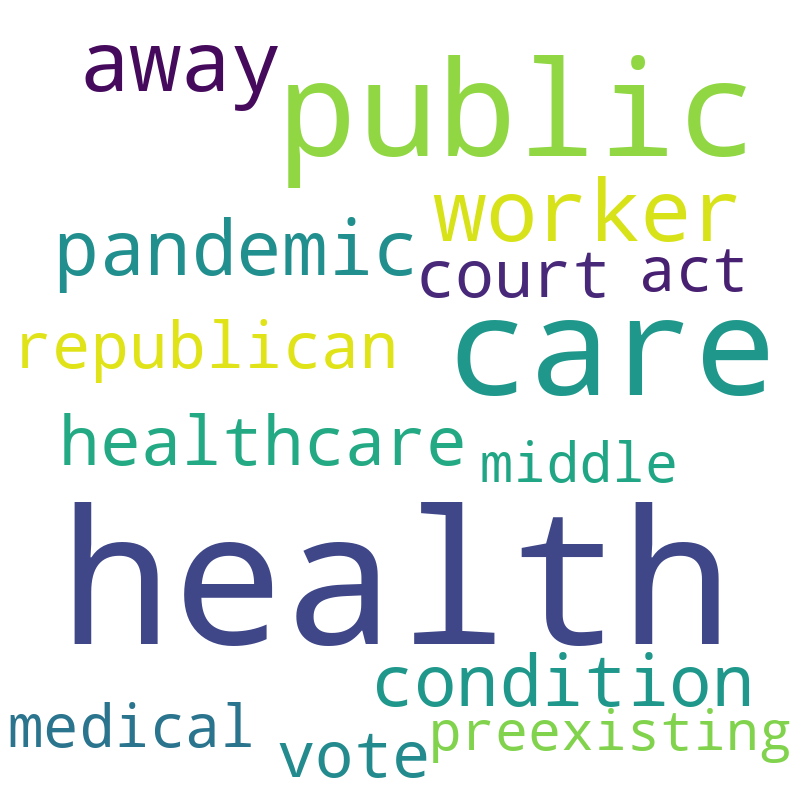 away
public
worker
pandemic
court act
republican
care
healthcare
middle
health
condition
medical
preexisting
vote